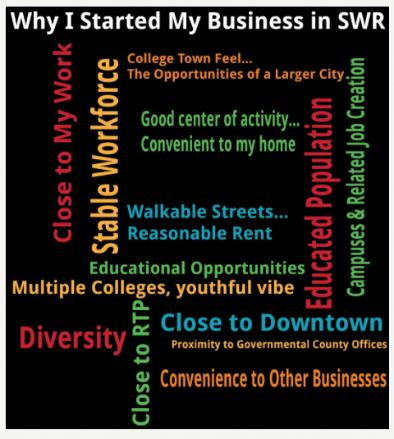 Why I Started My Business in SWR
Close to My Work
Stable Workforce
College Town Feel...
The Opportunities of a Larger City
Good center of activity...
Convenient to my home
Educated Population
Campuses & Related Job Creation
Walkable Streets...
Reasonable Rent
Educational Opportunities
Multiple Colleges, youthful vibe
Diversity
Close to RTP
Close to Downtown
Proximity to Governmental County Offices
Convenience to Other Businesses